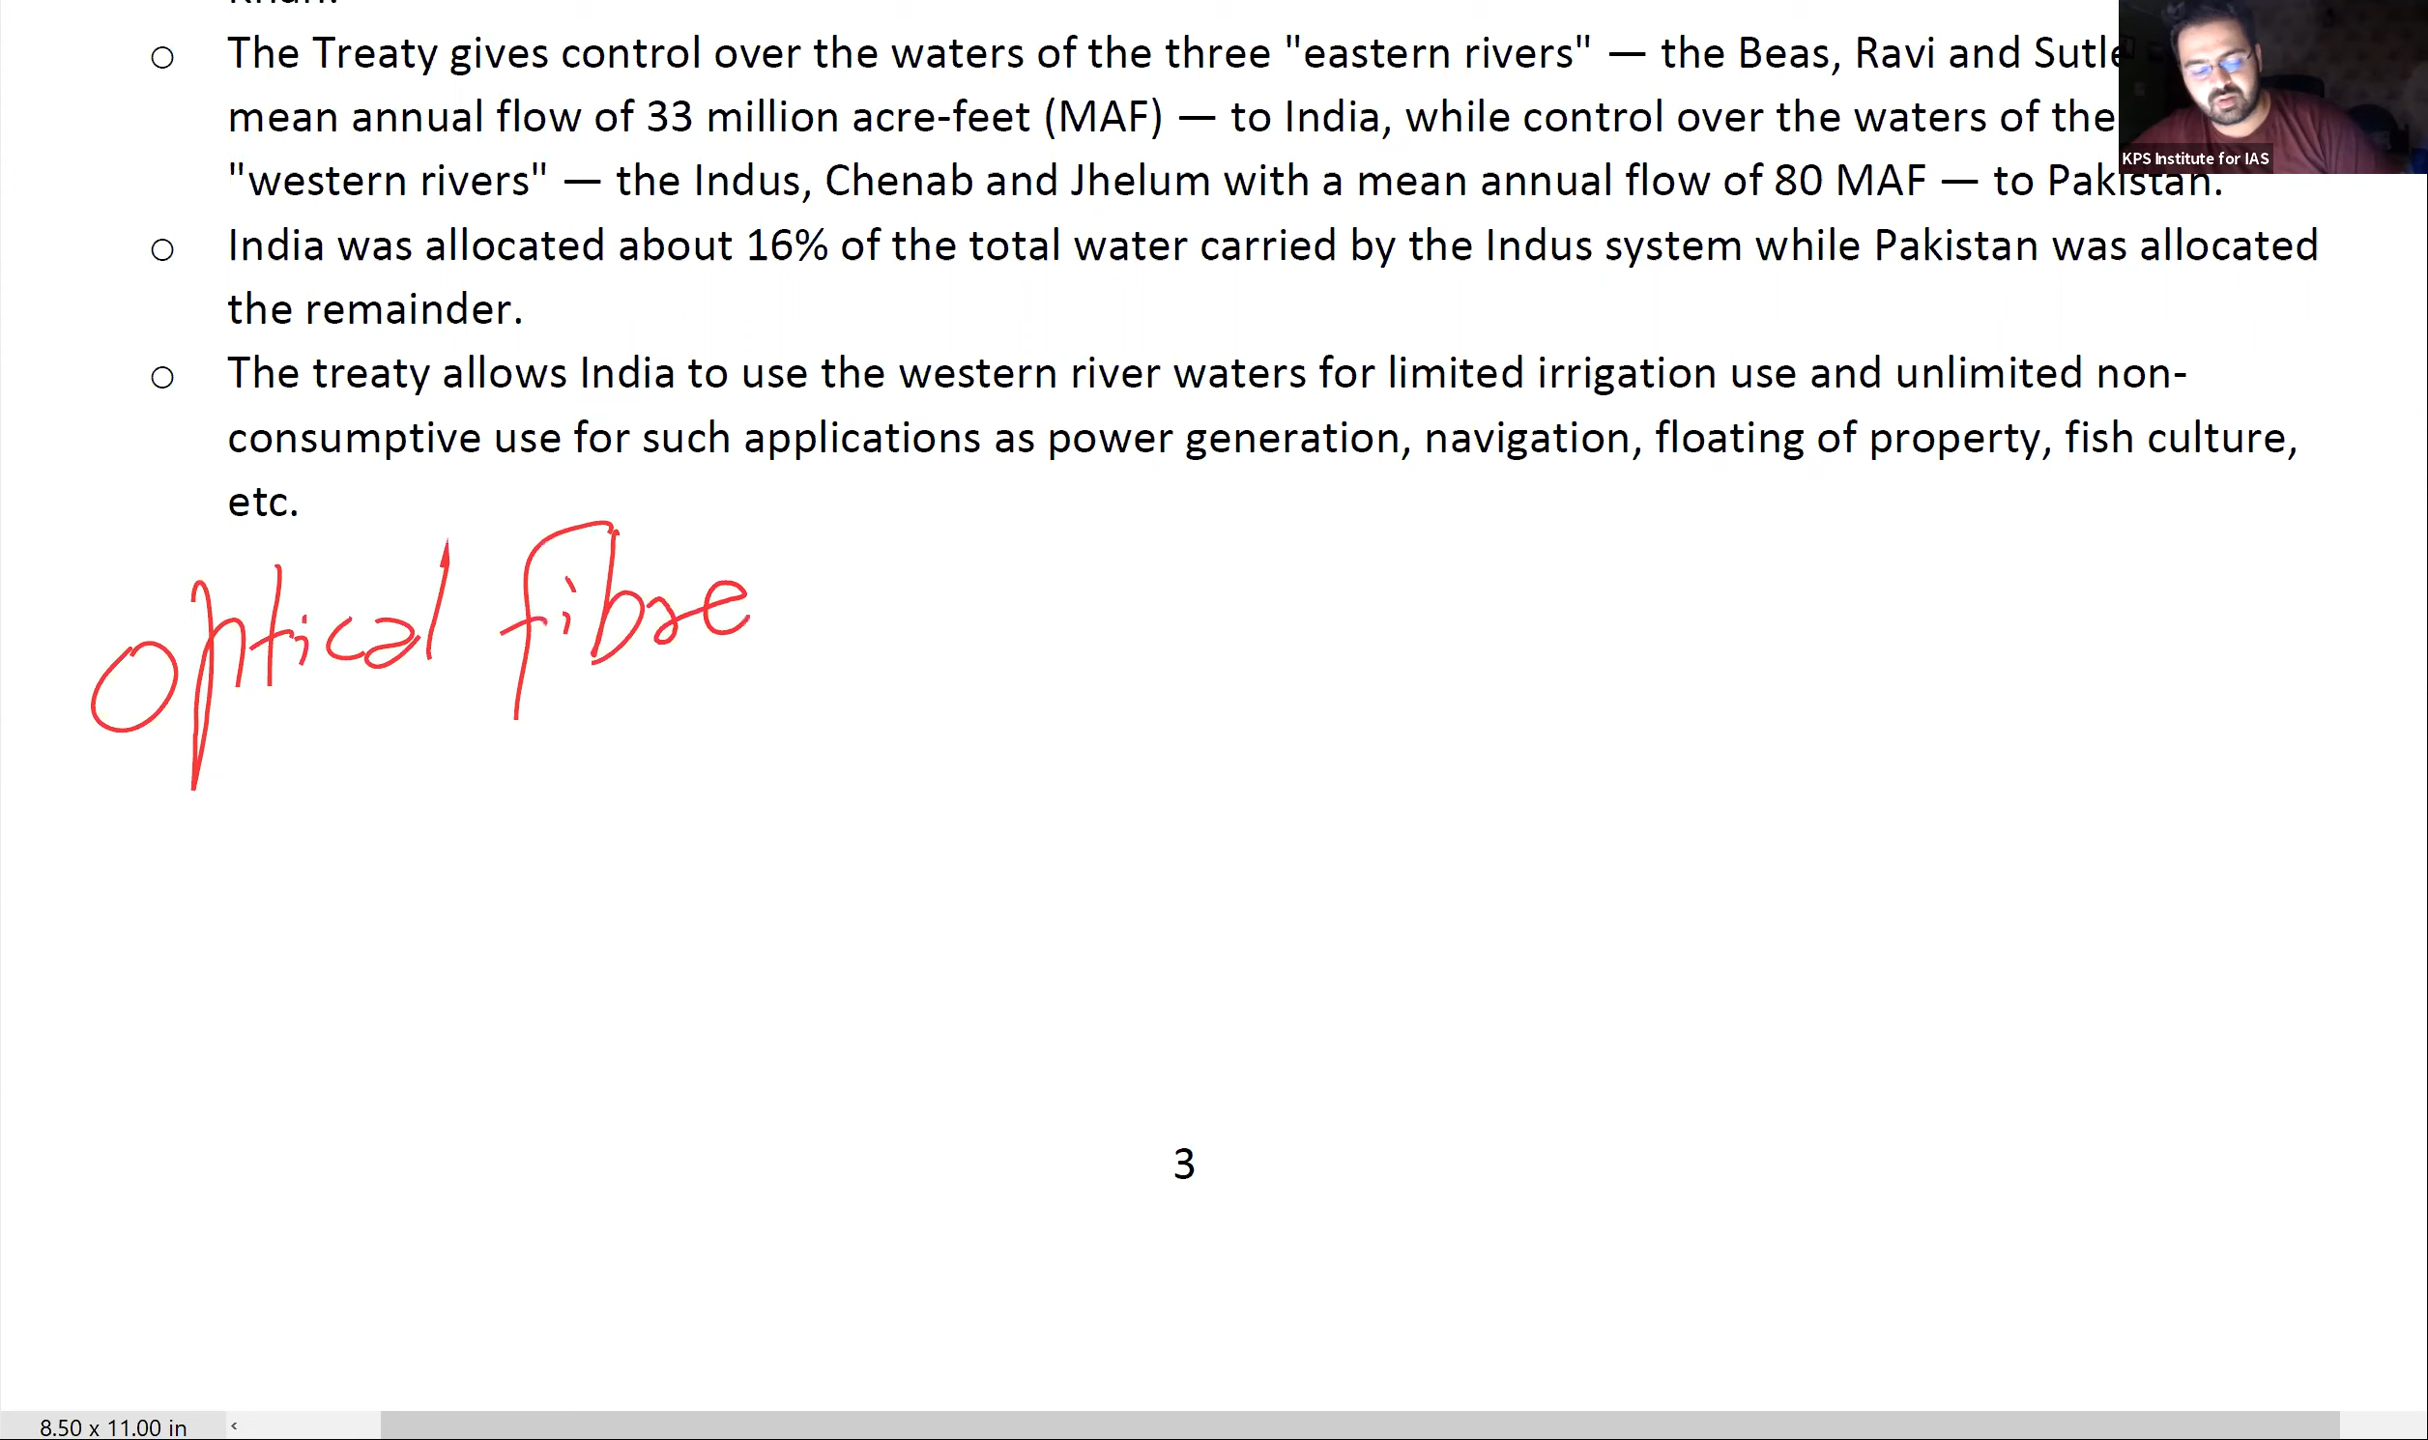 ○ The Treaty gives control over the waters of the three "eastern rivers" — the Beas, Ravi and
mean annual flow of 33 million acre-feet (MAF) — to India, while control over the waters of the
KPS Institute for IAS
"western rivers" — the Indus, Chenab and Jhelum with a mean annual flow of 80 MAF — to Pakistan.
○ India was allocated about 16% of the total water carried by the Indus system while Pakistan was allocated
the remainder.
○ The treaty allows India to use the western river waters for limited irrigation use and unlimited non-
consumptive use for such applications as power generation, navigation, floating of property, fish culture,
etc.
Optical fibre
3
8.50 x 11.00 in <